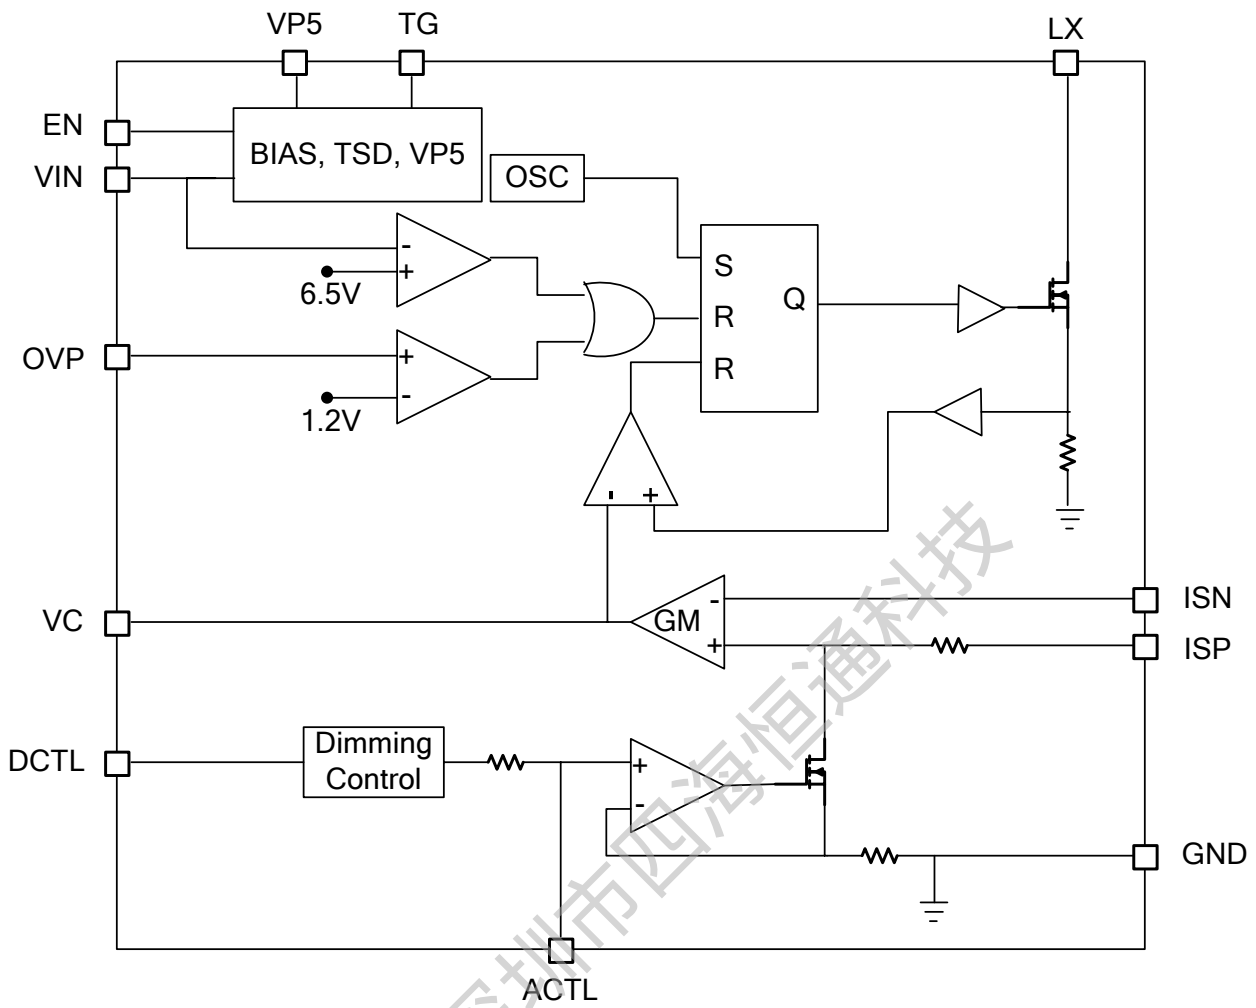 VP5
TG
LX
EN
VIN
BIAS, TSD, VP5
OSC
S
R
R
Q
-
+
6.5V
OVP
+
-
1.2V
-
+
VC
GM
-
+
ISN
ISP
DCTL
Dimming
Control
+
-
GND
ACTL
深圳市四海恒通科技